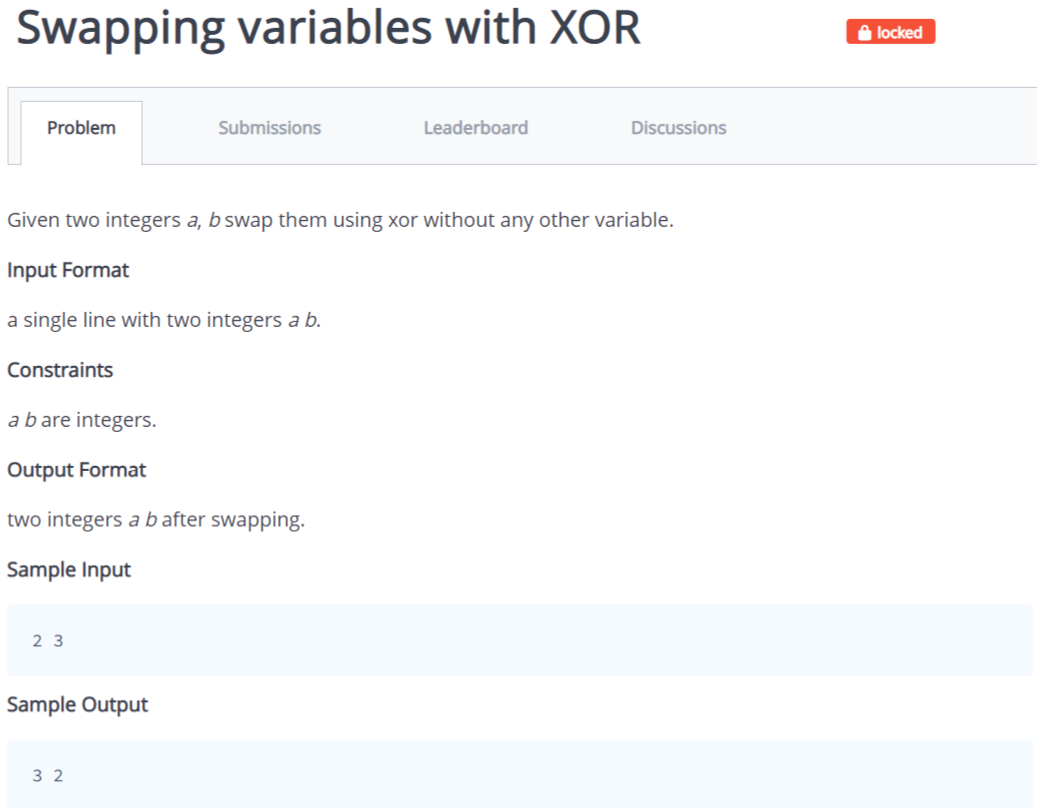 Swapping variables with XOR
locked
Problem
Submissions
Leaderboard
Discussions
Given two integers a, b swap them using xor without any other variable.
Input Format
a single line with two integers a b.
Constraints
a b are integers.
Output Format
two integers a b after swapping.
Sample Input
2 3
Sample Output
3 2